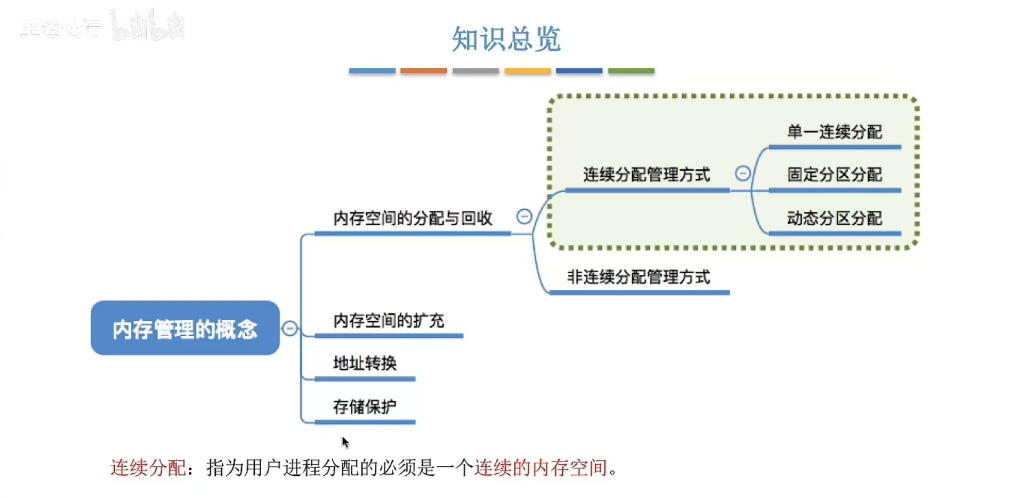 王道论坛 bilibili
知识总览
单一连续分配
连续分配管理方式
固定分区分配
动态分区分配
内存空间的分配与回收
非连续分配管理方式
内存管理的概念
内存空间的扩充
地址转换
存储保护
连续分配：指为用户进程分配的必须是一个连续的内存空间。